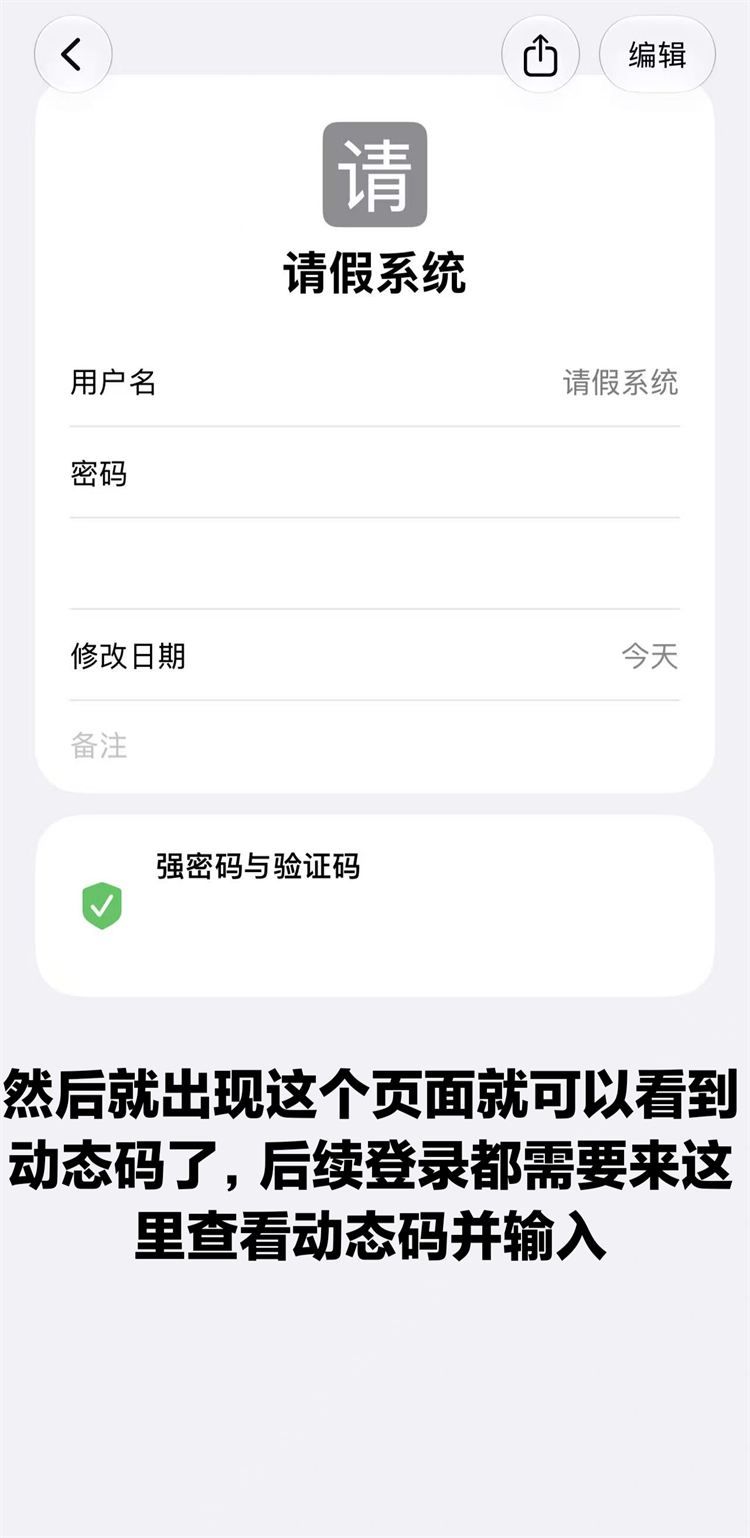 编辑
请
请假系统
用户名 请假系统
密码
修改日期 今天
备注
强密码与验证码
然后就出现这个页面就可以看到
动态码了，后续登录都需要来这
里查看动态码并输入